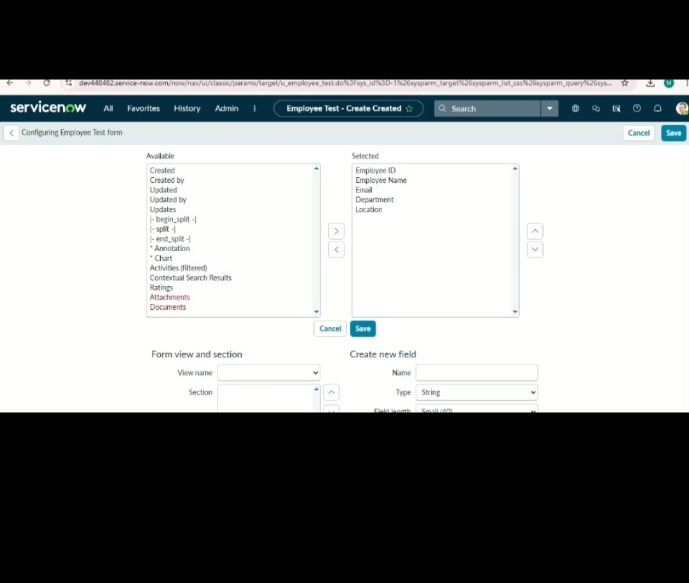 dev446482.service-now.com/now/nav/ui/classic/params/target/u_employee_test.do%3Fsys_id%3D-1%26sysparm_target%26sysparm_list_css%26sysparm_query%26sys...
servicenow All Favorites History Admin Employee Test - Create Created Search
Configuring Employee Test form Cancel Save
Available Selected
Created
Created by
Updated
Updated by
Updates
|- begin_split -|
|- split -|
|- end_split -|
* Annotation
* Chart
Activities (filtered)
Contextual Search Results
Ratings
Attachments
Documents
Employee ID
Employee Name
Email
Department
Location
Cancel Save
Form view and section Create new field
View name Name
Section Type String
Field length Small (40)